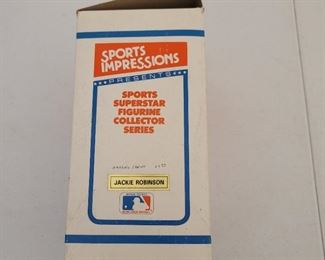 SPORTS
IMPRESSIONS
PRESENTS
SPORTS
SUPERSTAR
FIGURINE
COLLECTOR
SERIES
JACKIE ROBINSON